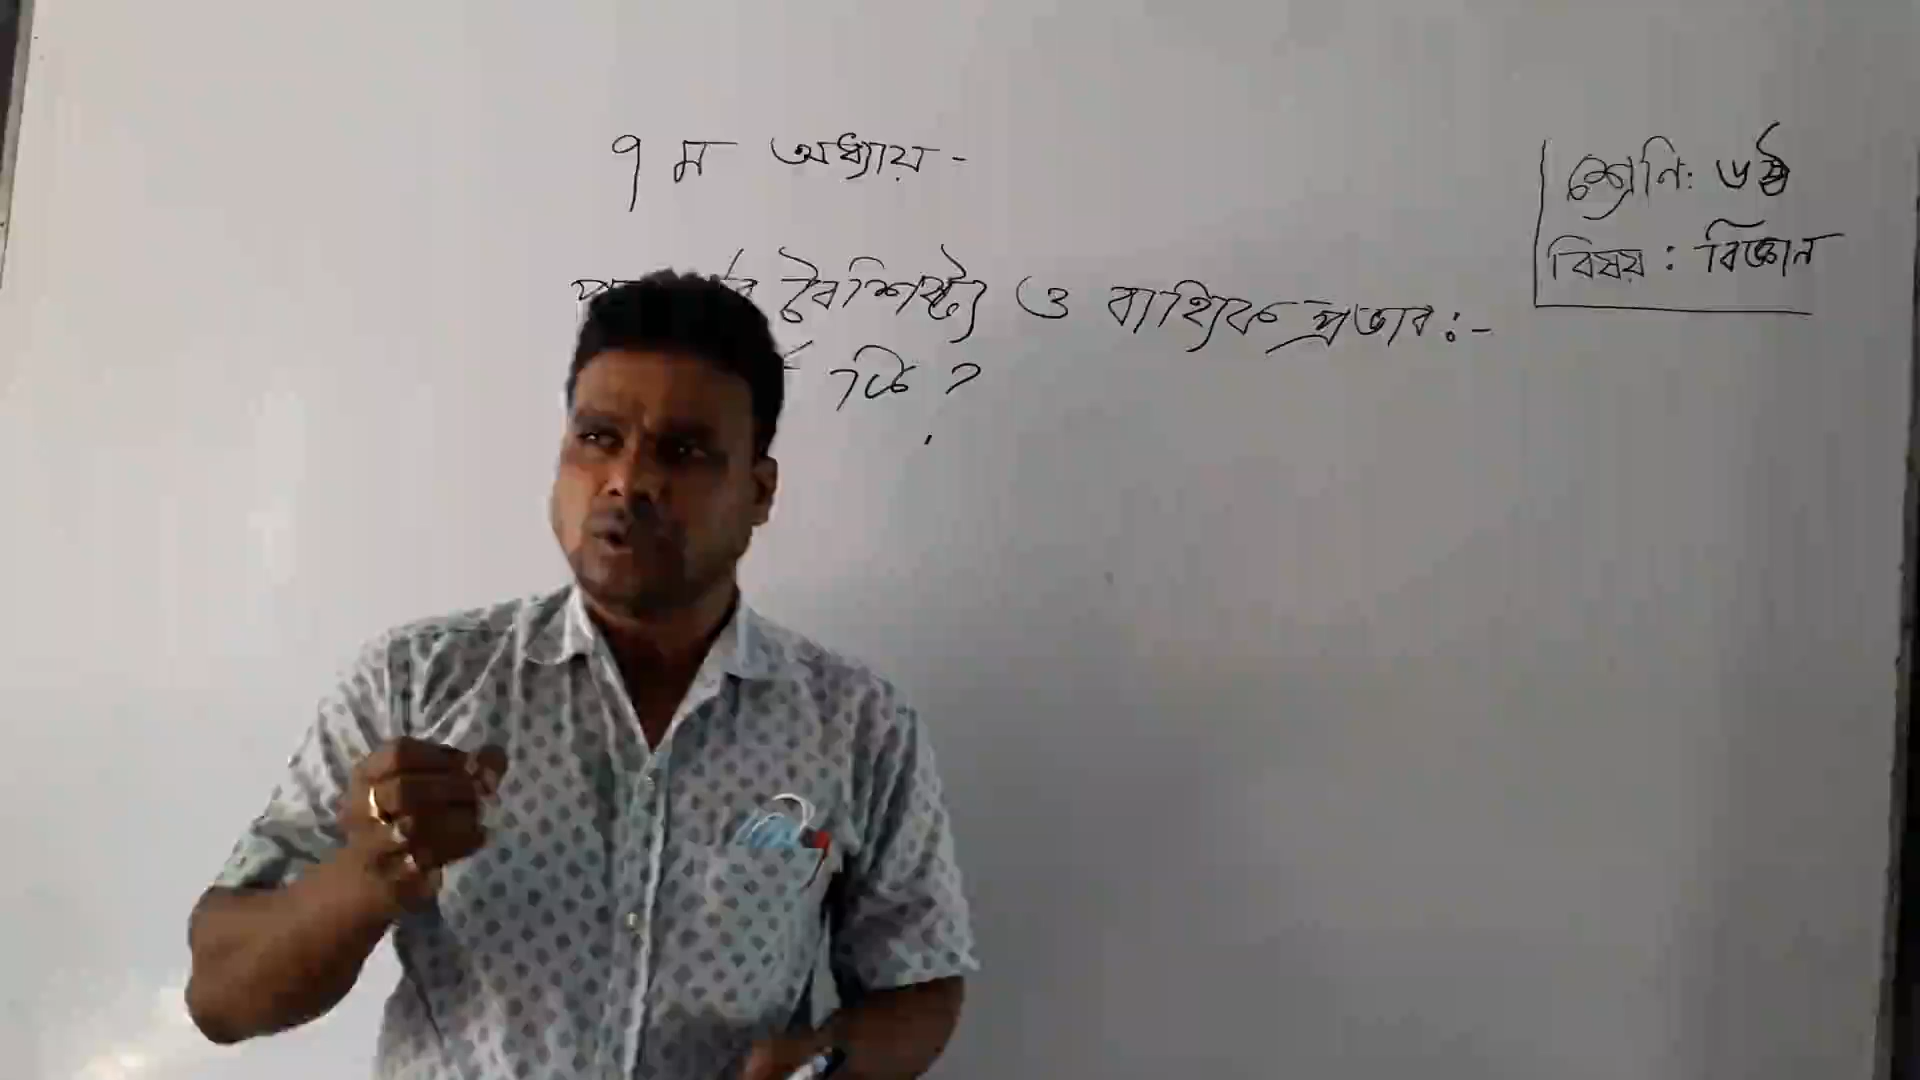 ৭ম অধ্যায় -
বৈশিষ্ট্য ও বাহ্যিক প্রভাব :-
কি ?
শ্রেণি: ৬ষ্ঠ
বিষয় : বিজ্ঞান